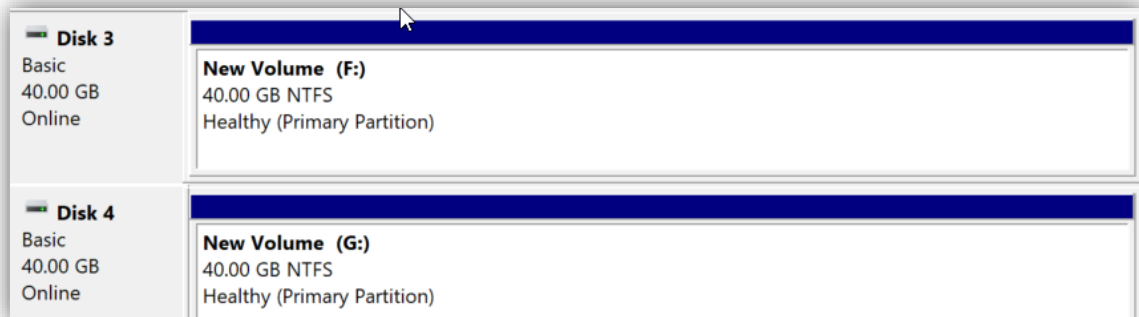 Disk 3
Basic
40.00 GB
Online
New Volume (F:)
40.00 GB NTFS
Healthy (Primary Partition)
Disk 4
Basic
40.00 GB
Online
New Volume (G:)
40.00 GB NTFS
Healthy (Primary Partition)